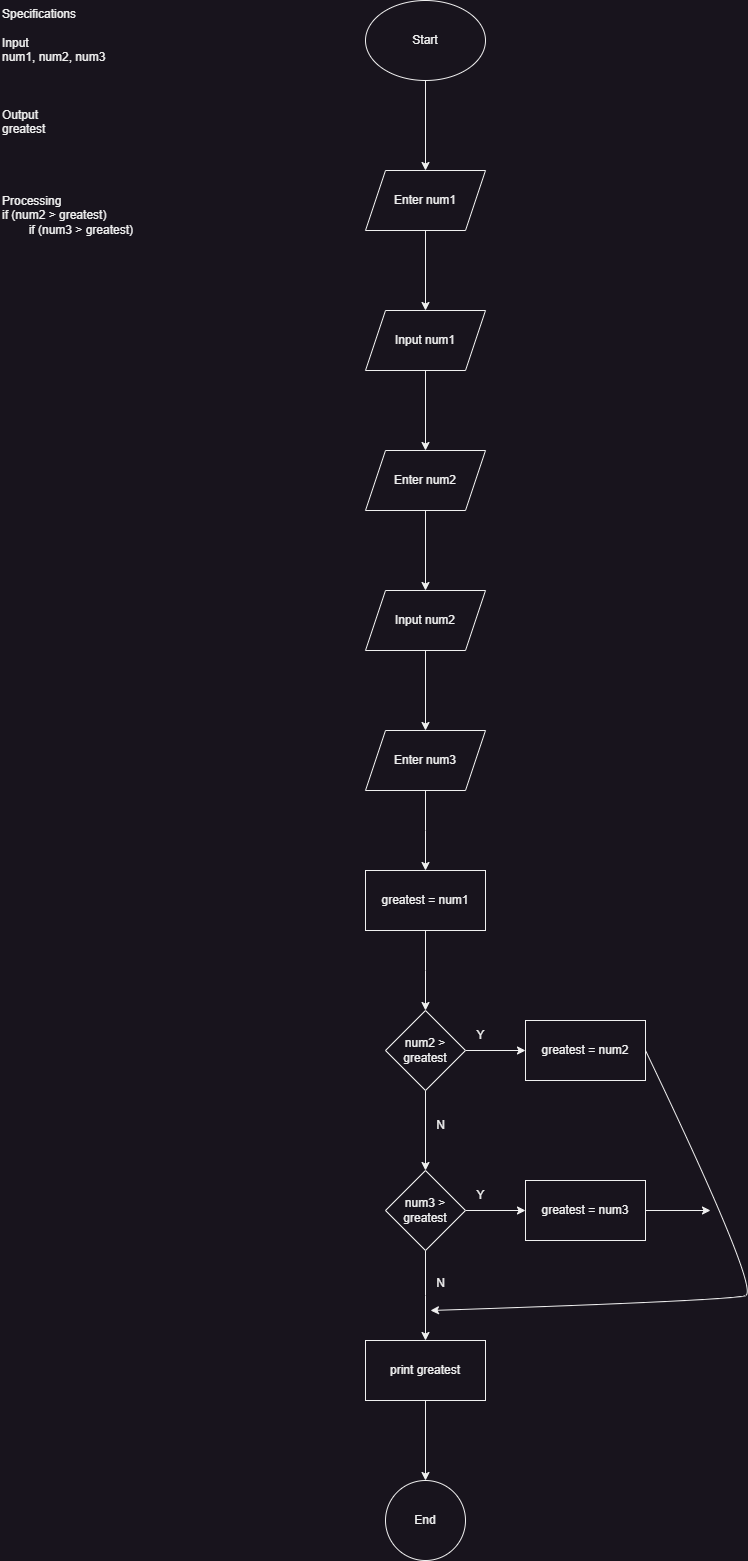 Specifications
Input
num1, num2, num3
Output
greatest
Processing
if (num2 > greatest)
if (num3 > greatest)
Start
Enter num1
Input num1
Enter num2
Input num2
Enter num3
greatest = num1
num2 >
greatest
Y
greatest = num2
N
num3 >
greatest
Y
greatest = num3
N
print greatest
End